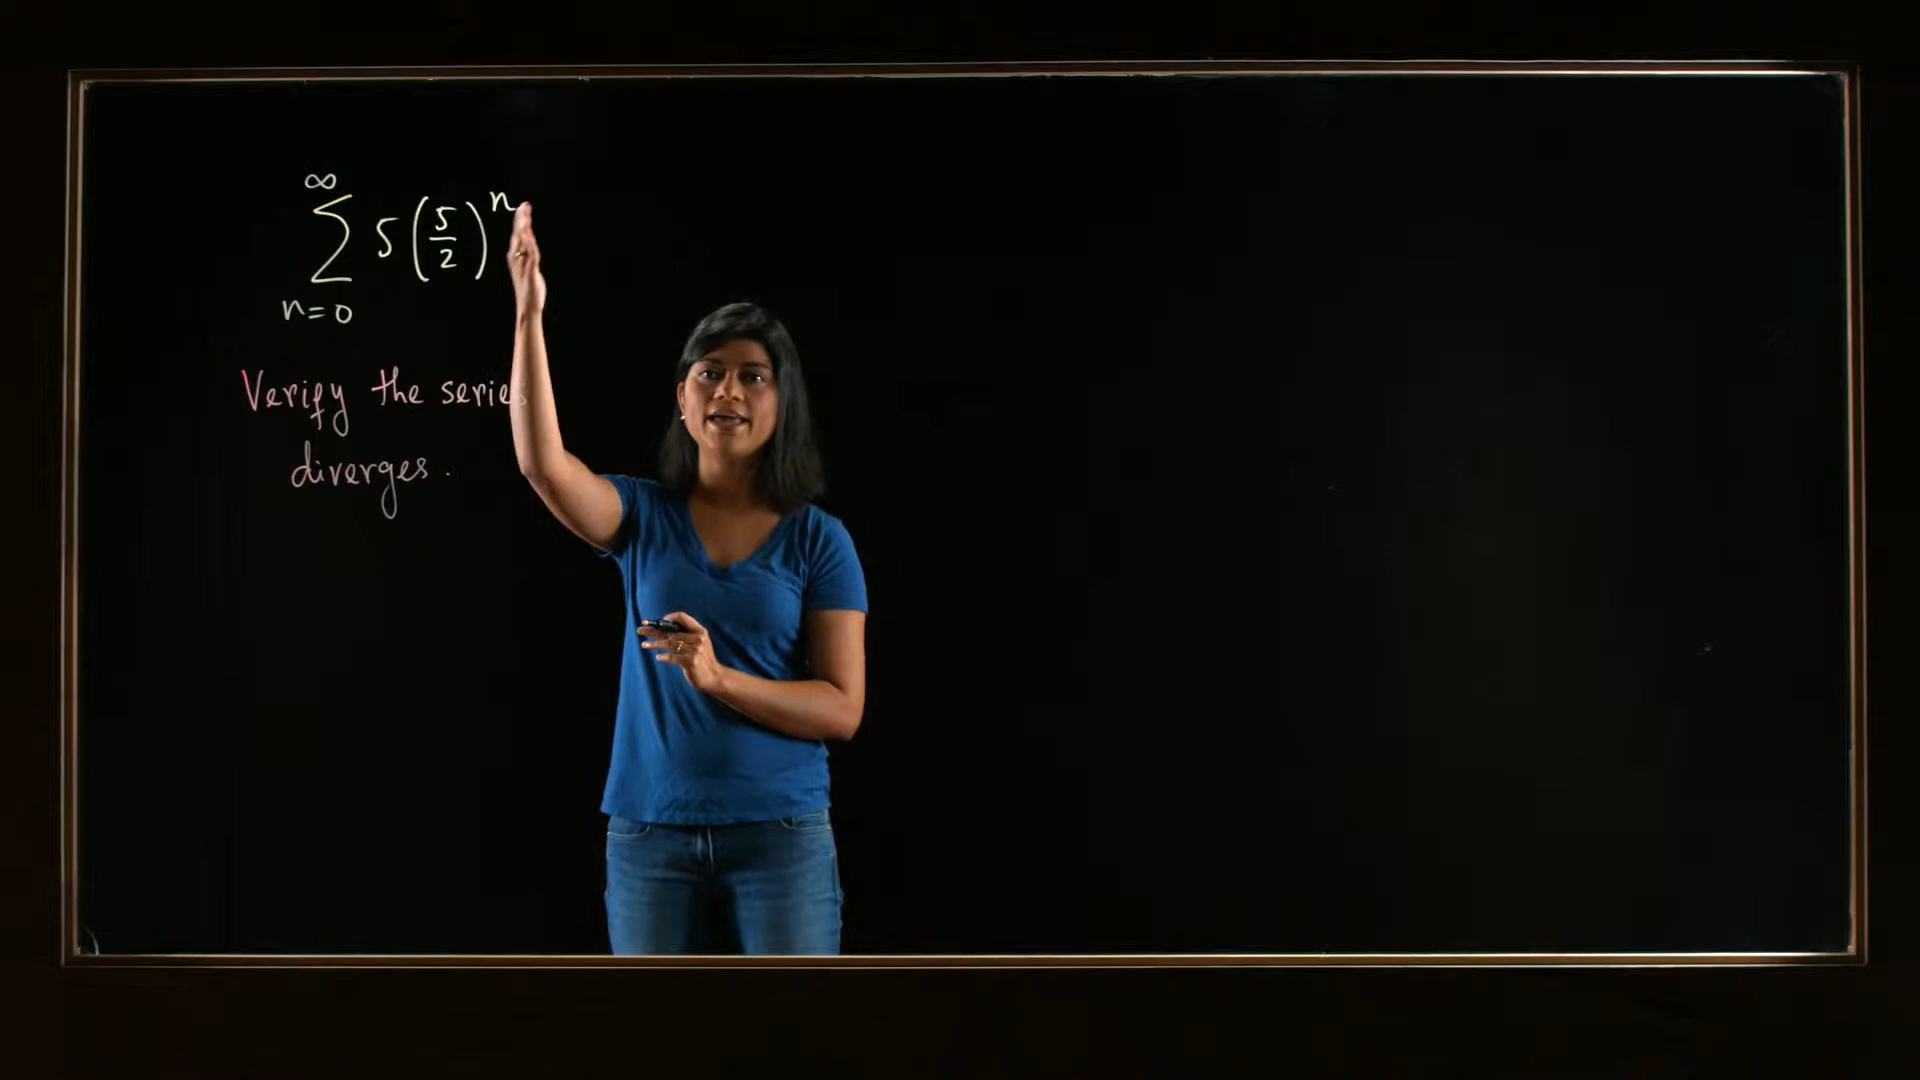 ∞
∑ 5(5/2)^n
n=0
Verify the series
diverges.